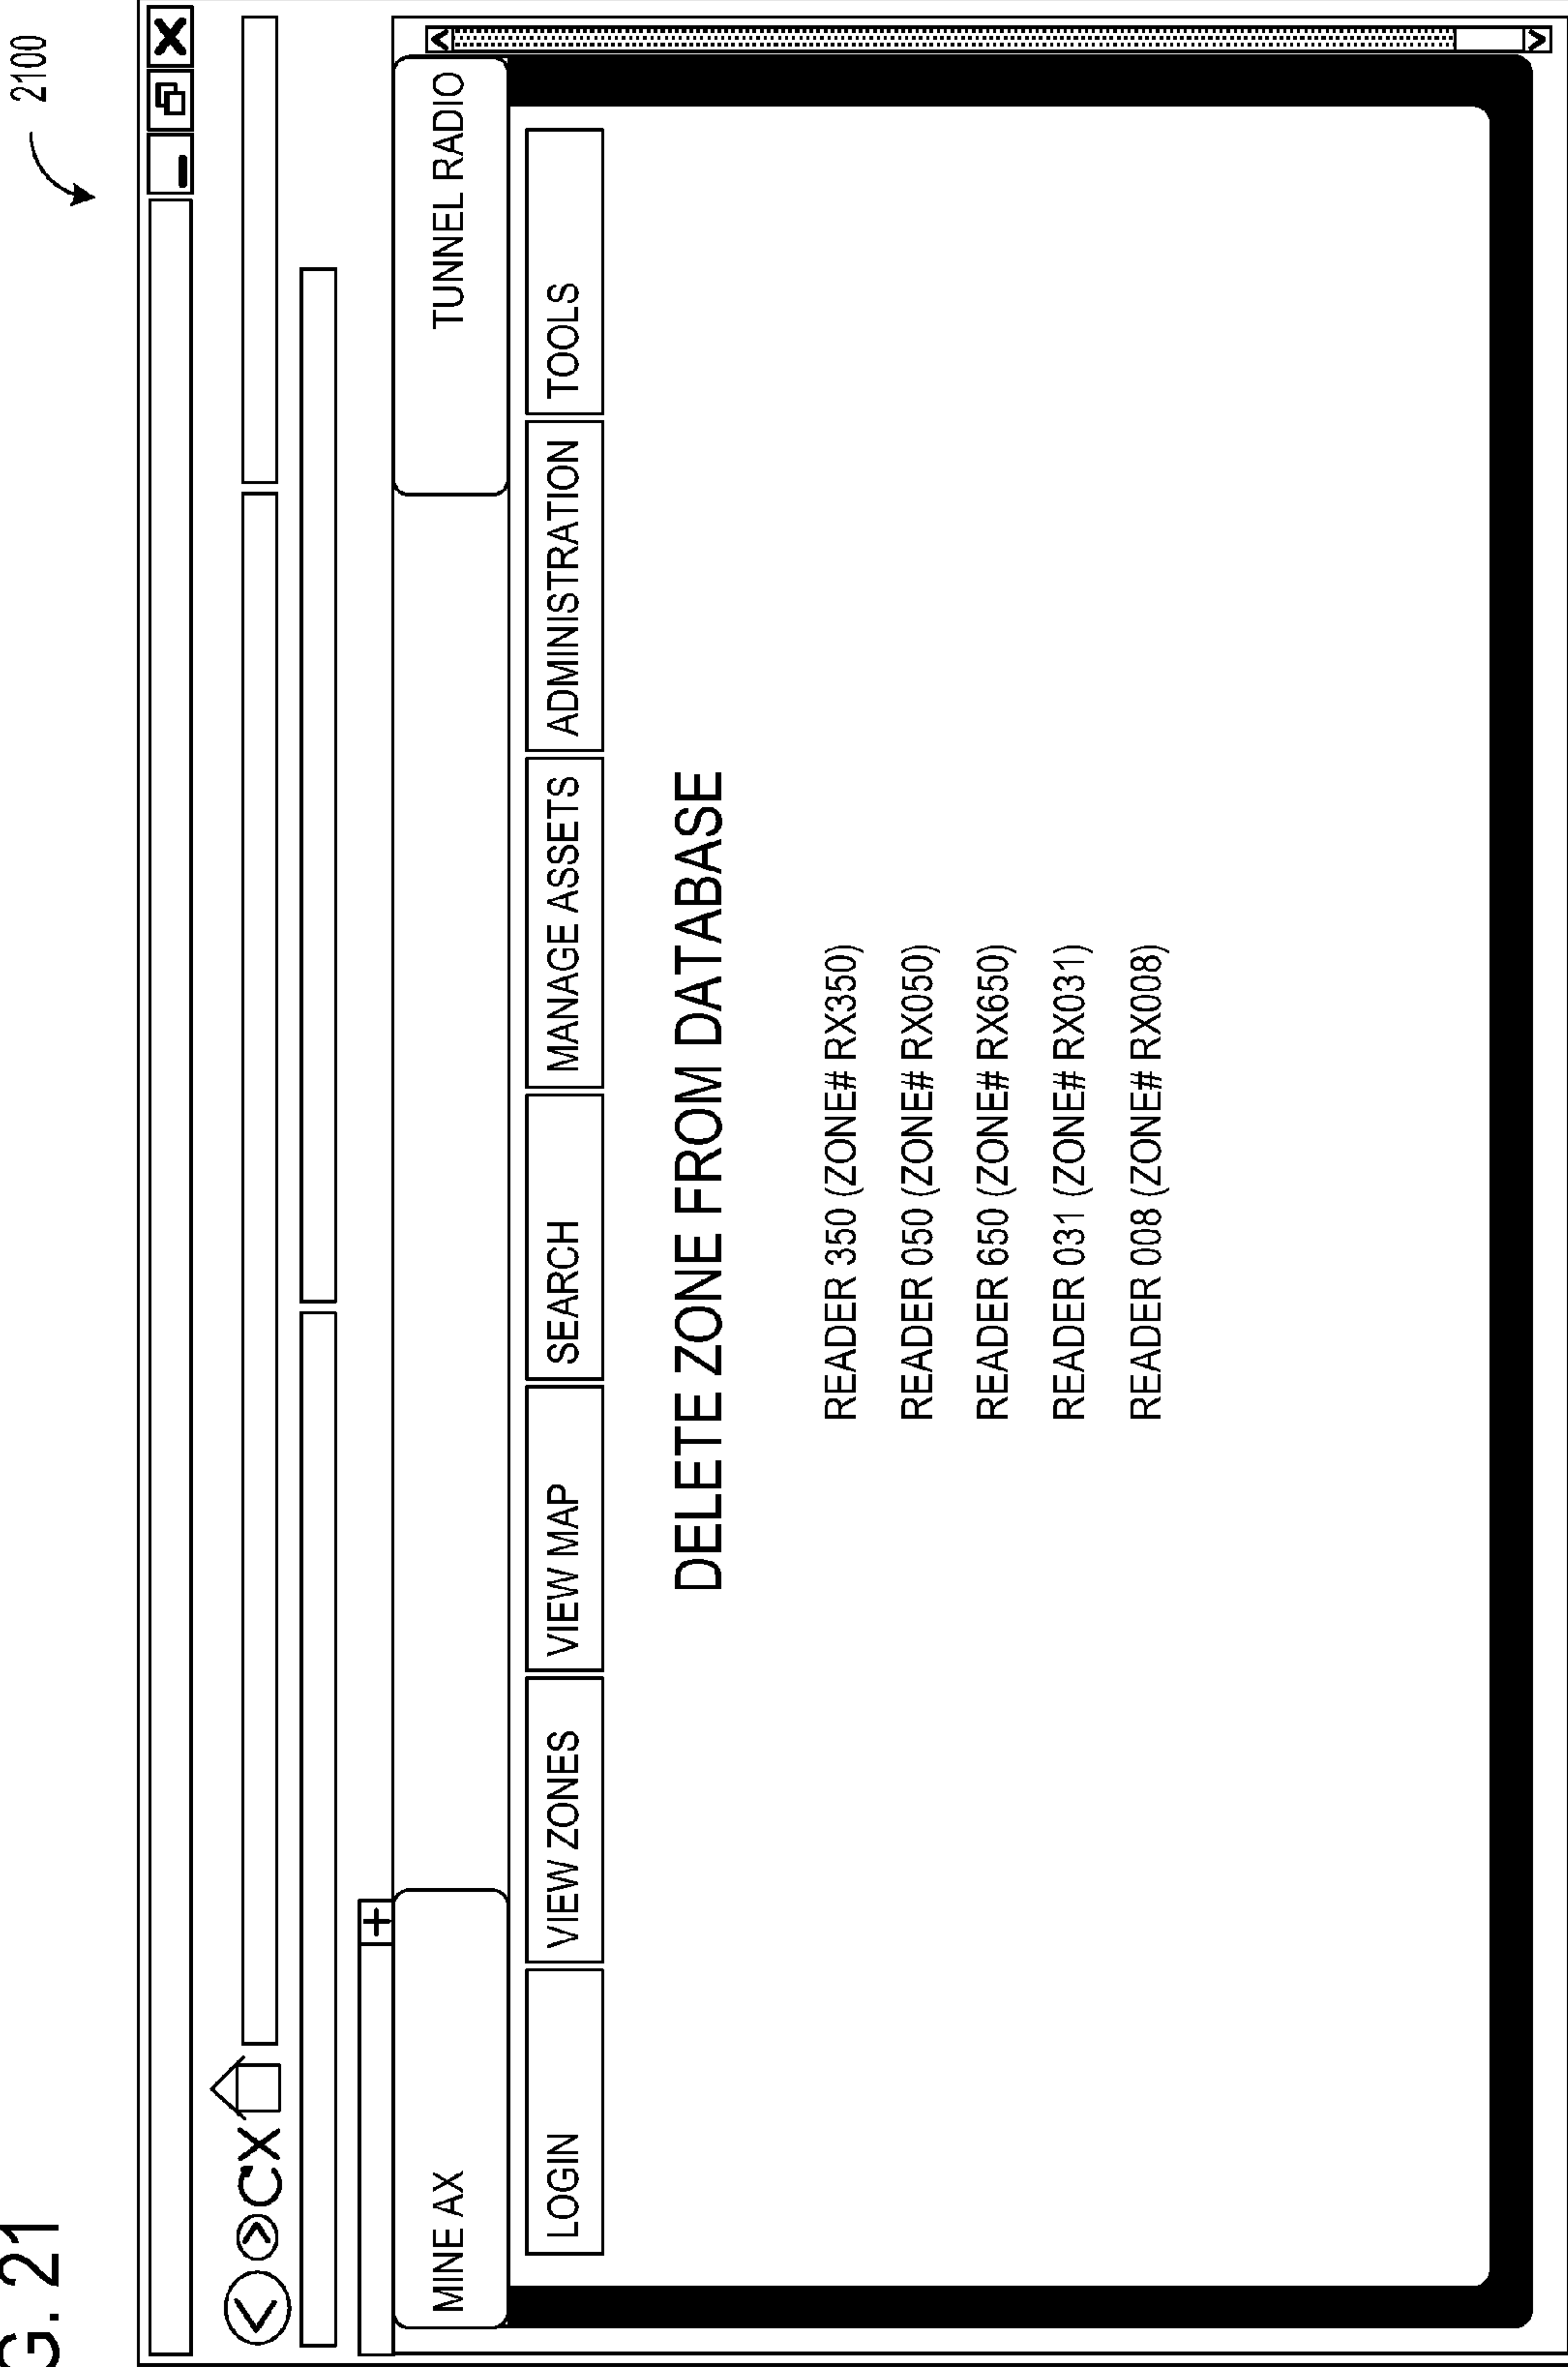 G. 21
2100
MINE AX
TUNNEL RADIO
LOGIN
VIEW ZONES
VIEW MAP
SEARCH
MANAGE ASSETS
ADMINISTRATION
TOOLS
DELETE ZONE FROM DATABASE
READER 350 (ZONE# RX350)
READER 050 (ZONE# RX050)
READER 650 (ZONE# RX650)
READER 031 (ZONE# RX031)
READER 008 (ZONE# RX008)